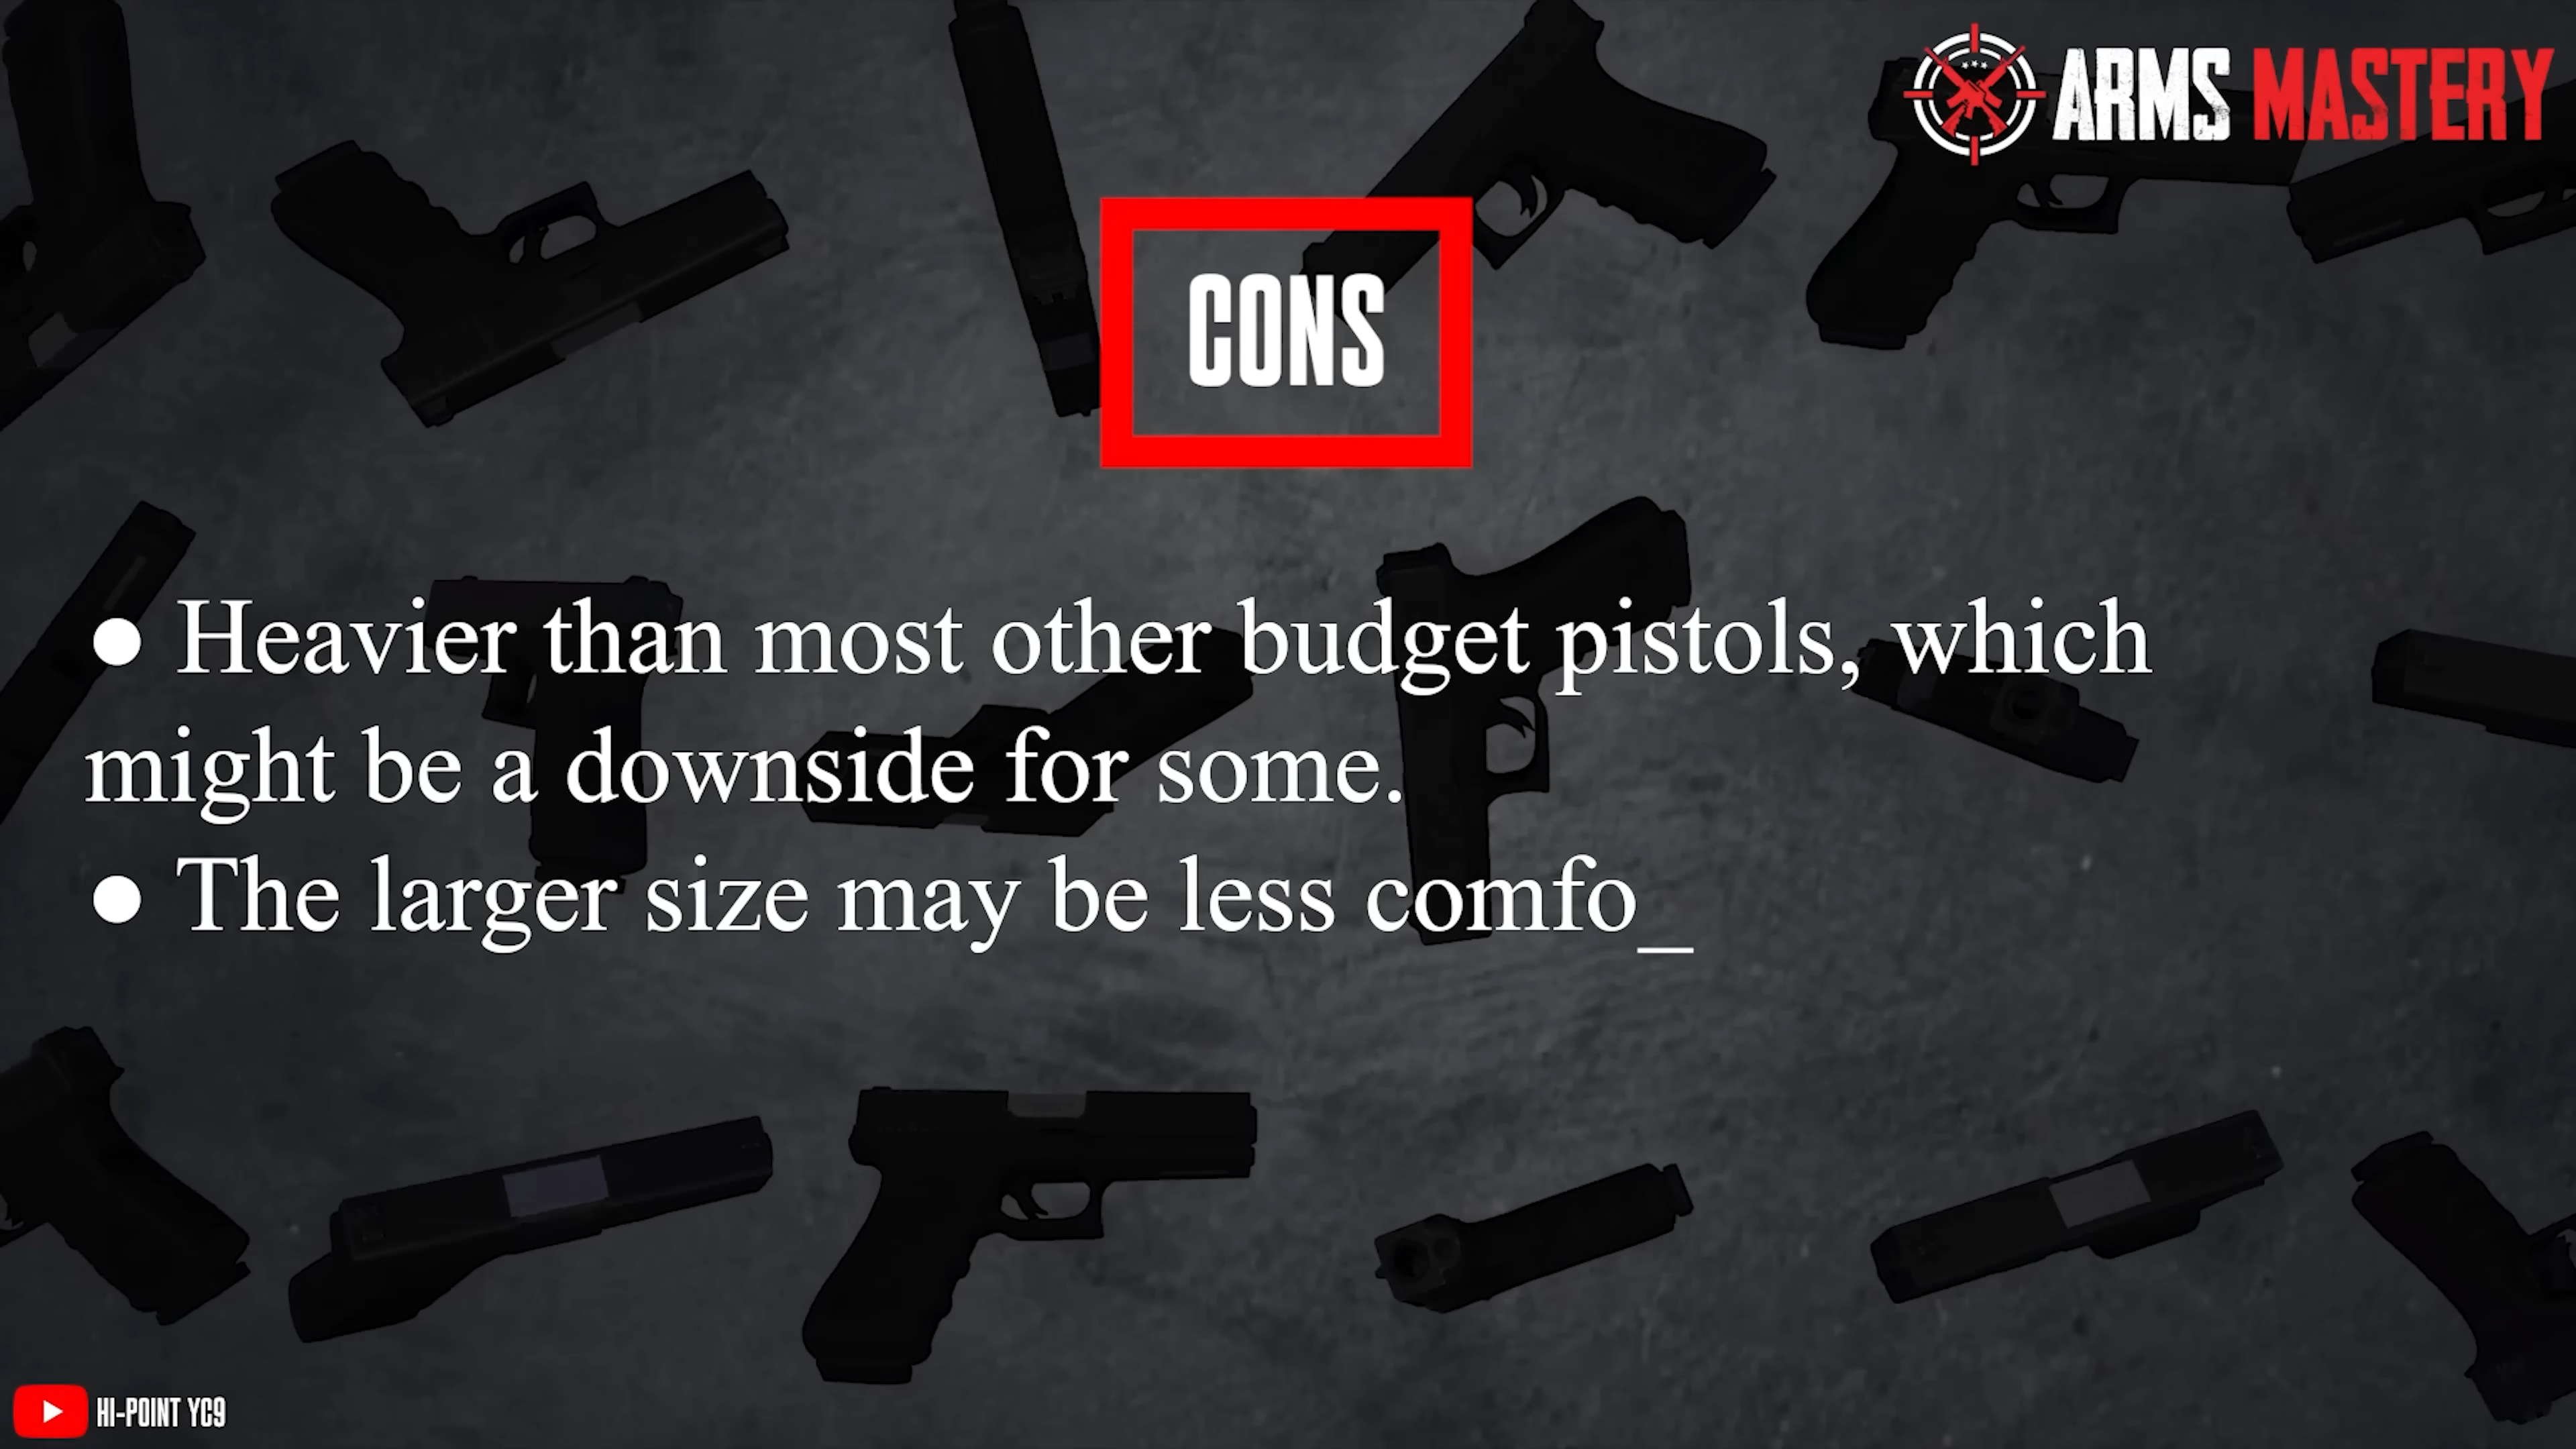 ARMS MASTERY
CONS
● Heavier than most other budget pistols, which
might be a downside for some.
● The larger size may be less comfo_
HI-POINT YC9